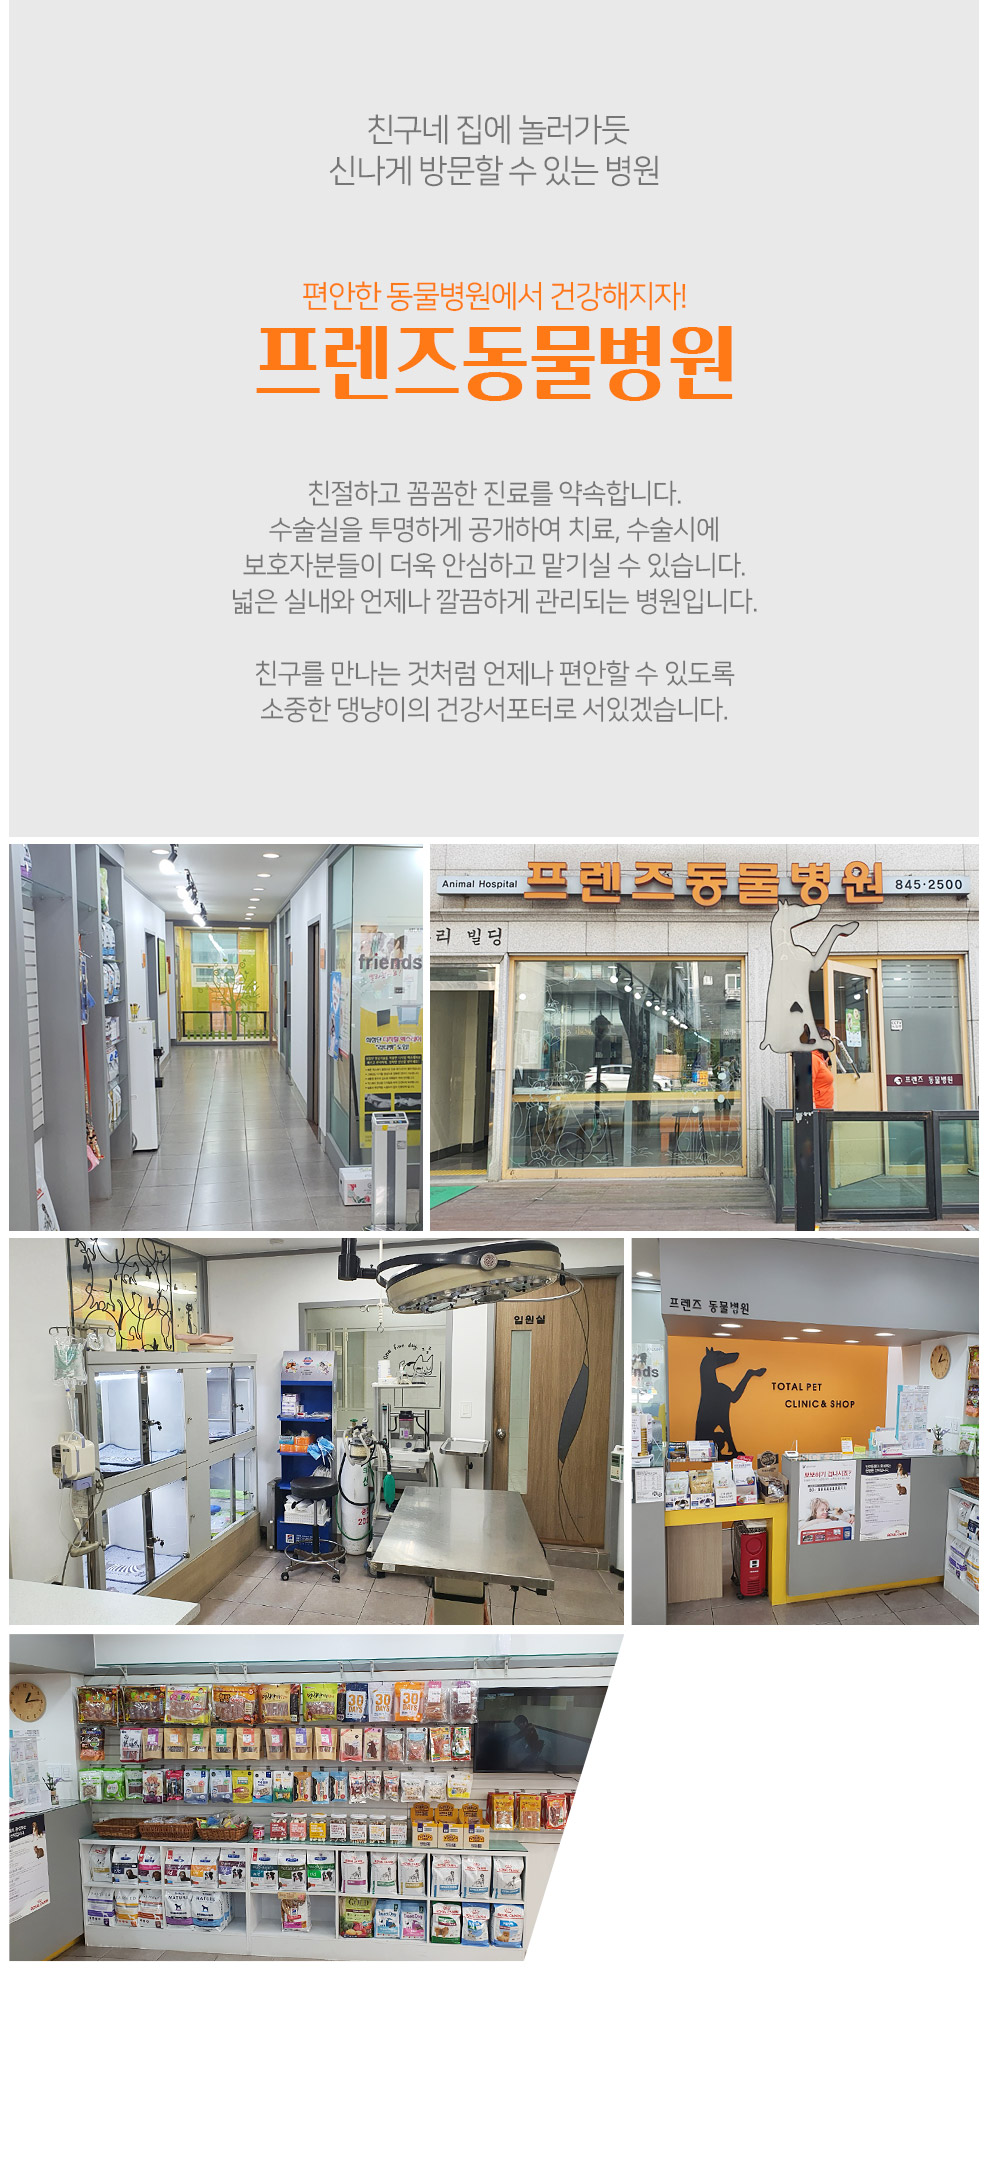 친구네 집에 놀러가듯
신나게 방문할 수 있는 병원
편안한 동물병원에서 건강해지자!
프렌즈동물병원
친절하고 꼼꼼한 진료를 약속합니다.
수술실을 투명하게 공개하여 치료, 수술시에
보호자분들이 더욱 안심하고 맡기실 수 있습니다.
넓은 실내와 언제나 깔끔하게 관리되는 병원입니다.
친구를 만나는 것처럼 언제나 편안할 수 있도록
소중한 댕냥이의 건강서포터로 서있겠습니다.
friends
Animal Hospital 프렌즈동물병원 845·2500
리 빌딩
프렌즈 동물병원
입원실
프렌즈 동물병원
nds
TOTAL PET
CLINIC & SHOP
30 DAYS
30 DAYS
30 DAYS